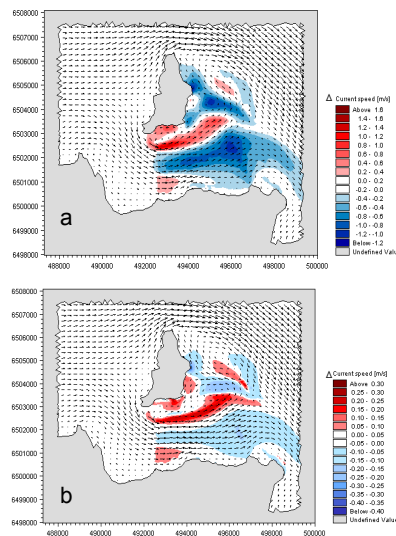 6508000
6507000
6506000
6505000
6504000
6503000
6502000
6501000
6500000
6499000
6498000
a
488000 490000 492000 494000 496000 498000 500000
Δ Current speed [m/s]
Above 1.6
1.4 - 1.6
1.2 - 1.4
1.0 - 1.2
0.8 - 1.0
0.6 - 0.8
0.4 - 0.6
0.2 - 0.4
0.0 - 0.2
-0.2 - 0.0
-0.4 - -0.2
-0.6 - -0.4
-0.8 - -0.6
-1.0 - -0.8
-1.2 - -1.0
Below -1.2
Undefined Value
6508000
6507000
6506000
6505000
6504000
6503000
6502000
6501000
6500000
6499000
6498000
b
488000 490000 492000 494000 496000 498000 500000
Δ Current speed [m/s]
Above 0.30
0.25 - 0.30
0.20 - 0.25
0.15 - 0.20
0.10 - 0.15
0.05 - 0.10
0.00 - 0.05
-0.05 - 0.00
-0.10 - -0.05
-0.15 - -0.10
-0.20 - -0.15
-0.25 - -0.20
-0.30 - -0.25
-0.35 - -0.30
-0.40 - -0.35
Below -0.40
Undefined Value